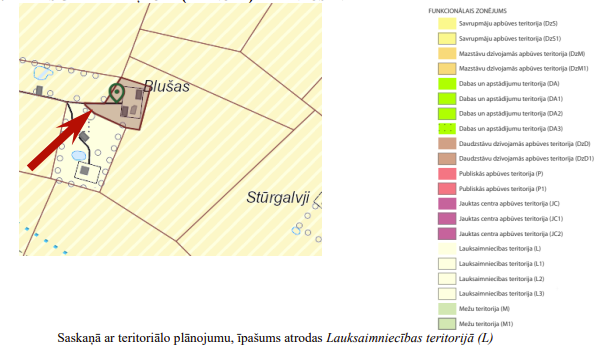 Blušas
Stūrgalvji
FUNKCIONĀLAIS ZONĒJUMS
Savrupmāju apbūves teritorija (DzS)
Savrupmāju apbūves teritorija (DzS1)
Mazstāvu dzīvojamās apbūves teritorija (DzM)
Mazstāvu dzīvojamās apbūves teritorija (DzM1)
Dabas un apstādījumu teritorija (DA)
Dabas un apstādījumu teritorija (DA1)
Dabas un apstādījumu teritorija (DA2)
Dabas un apstādījumu teritorija (DA3)
Daudzstāvu dzīvojamās apbūves teritorija (DzD)
Daudzstāvu dzīvojamās apbūves teritorija (DzD1)
Publiskās apbūves teritorija (P)
Publiskās apbūves teritorija (P1)
Jauktas centra apbūves teritorija (JC)
Jauktas centra apbūves teritorija (JC1)
Jauktas centra apbūves teritorija (JC2)
Lauksaimniecības teritorija (L)
Lauksaimniecības teritorija (L1)
Lauksaimniecības teritorija (L2)
Lauksaimniecības teritorija (L3)
Mežu teritorija (M)
Mežu teritorija (M1)
Saskaņā ar teritoriālo plānojumu, īpašums atrodas Lauksaimniecības teritorijā (L)